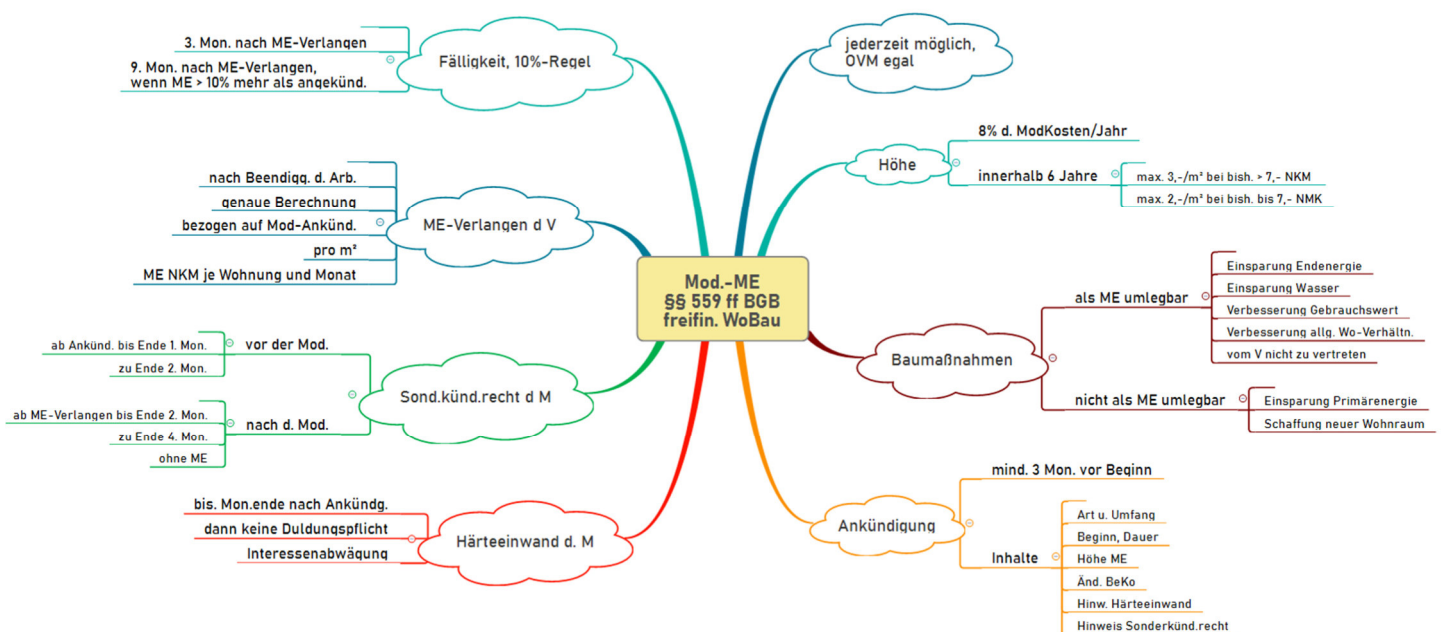 Mod.-ME
§§ 559 ff BGB
freifin. WoBau
jederzeit möglich,
OVM egal
Höhe
8% d. ModKosten/Jahr
innerhalb 6 Jahre
max. 3,-/m² bei bish. > 7,- NKM
max. 2,-/m² bei bish. bis 7,- NMK
Baumaßnahmen
als ME umlegbar
Einsparung Endenergie
Einsparung Wasser
Verbesserung Gebrauchswert
Verbesserung allg. Wo-Verhältn.
vom V nicht zu vertreten
nicht als ME umlegbar
Einsparung Primärenergie
Schaffung neuer Wohnraum
Ankündigung
mind. 3 Mon. vor Beginn
Inhalte
Art u. Umfang
Beginn, Dauer
Höhe ME
Änd. BeKo
Hinw. Härteeinwand
Hinweis Sonderkünd.recht
Fälligkeit, 10%-Regel
3. Mon. nach ME-Verlangen
9. Mon. nach ME-Verlangen,
wenn ME > 10% mehr als angekünd.
ME-Verlangen d V
nach Beendigg. d. Arb.
genaue Berechnung
bezogen auf Mod-Ankünd.
pro m²
ME NKM je Wohnung und Monat
Sond.künd.recht d M
vor der Mod.
ab Ankünd. bis Ende 1. Mon.
zu Ende 2. Mon.
nach d. Mod.
ab ME-Verlangen bis Ende 2. Mon.
zu Ende 4. Mon.
ohne ME
Härteeinwand d. M
bis. Mon.ende nach Ankündg.
dann keine Duldungspflicht
Interessenabwägung